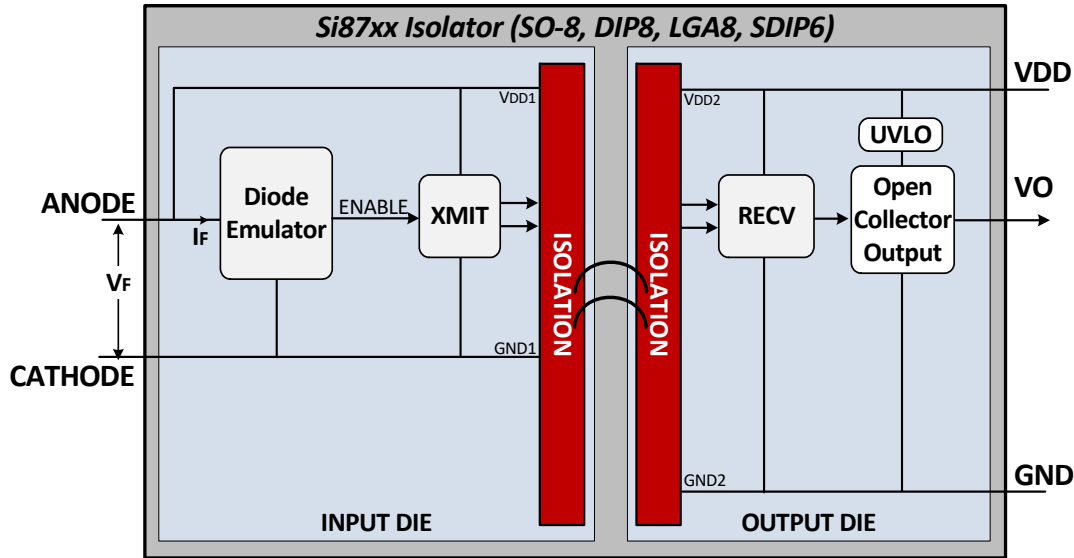 Si87xx Isolator (SO-8, DIP8, LGA8, SDIP6)
VDD1
VDD2
VDD
UVLO
ANODE
IF
Diode
Emulator
ENABLE
XMIT
ISOLATION
ISOLATION
RECV
Open
Collector
Output
VO
VF
CATHODE
GND1
GND2
GND
INPUT DIE
OUTPUT DIE